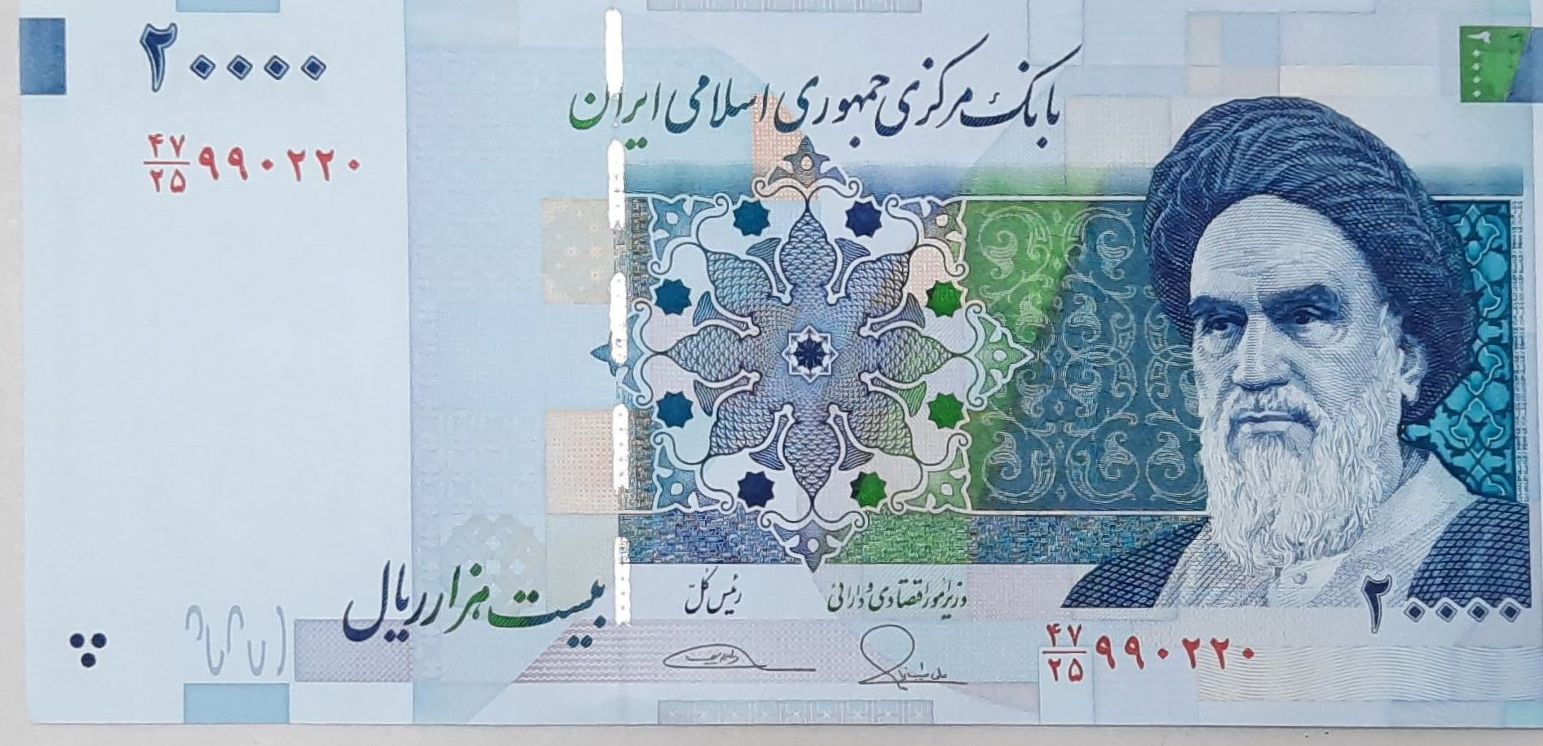 ۲۰۰۰۰
۲۰۰۰۰
بانک مرکزی جمهوری اسلامی ایران
۴۷/۲۵ ۹۹۰۲۲۰
بیست هزار ریال
رئیس کل
وزیر امور اقتصادی و دارائی
۲۰۰۰۰
۴۷/۲۵ ۹۹۰۲۲۰